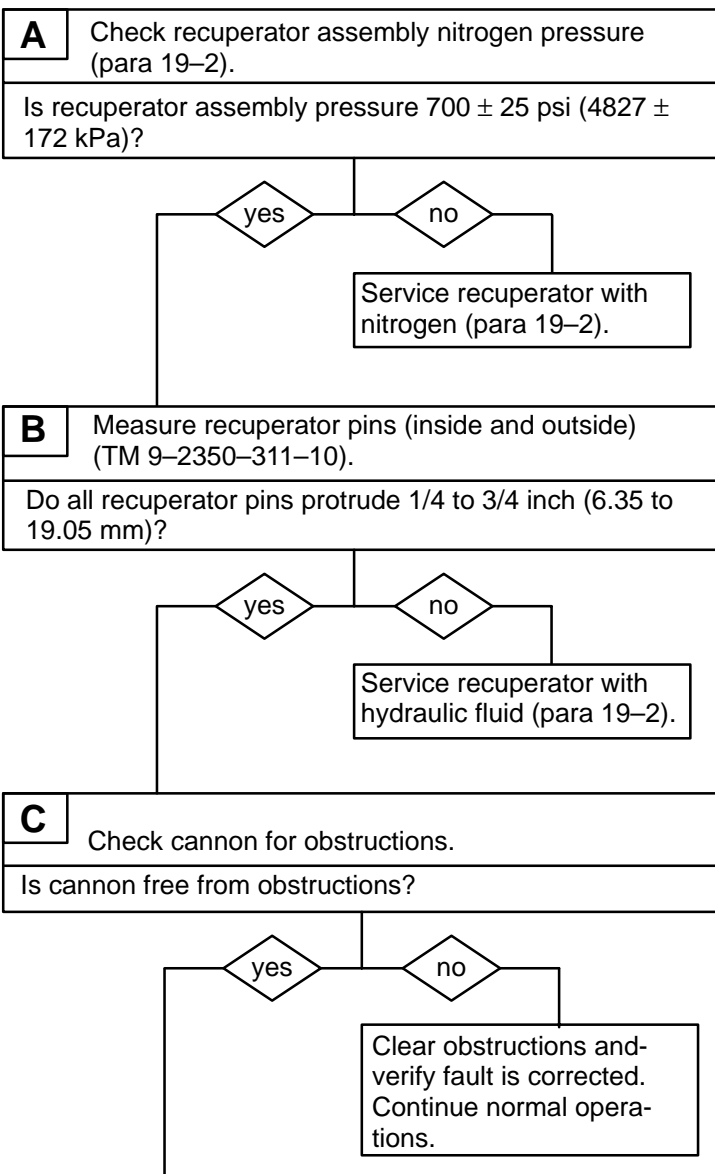 A
Check recuperator assembly nitrogen pressure
(para 19–2).
Is recuperator assembly pressure 700 ± 25 psi (4827 ±
172 kPa)?
yes
no
Service recuperator with
nitrogen (para 19–2).
B
Measure recuperator pins (inside and outside)
(TM 9–2350–311–10).
Do all recuperator pins protrude 1/4 to 3/4 inch (6.35 to
19.05 mm)?
yes
no
Service recuperator with
hydraulic fluid (para 19–2).
C
Check cannon for obstructions.
Is cannon free from obstructions?
yes
no
Clear obstructions and-
verify fault is corrected.
Continue normal opera-
tions.